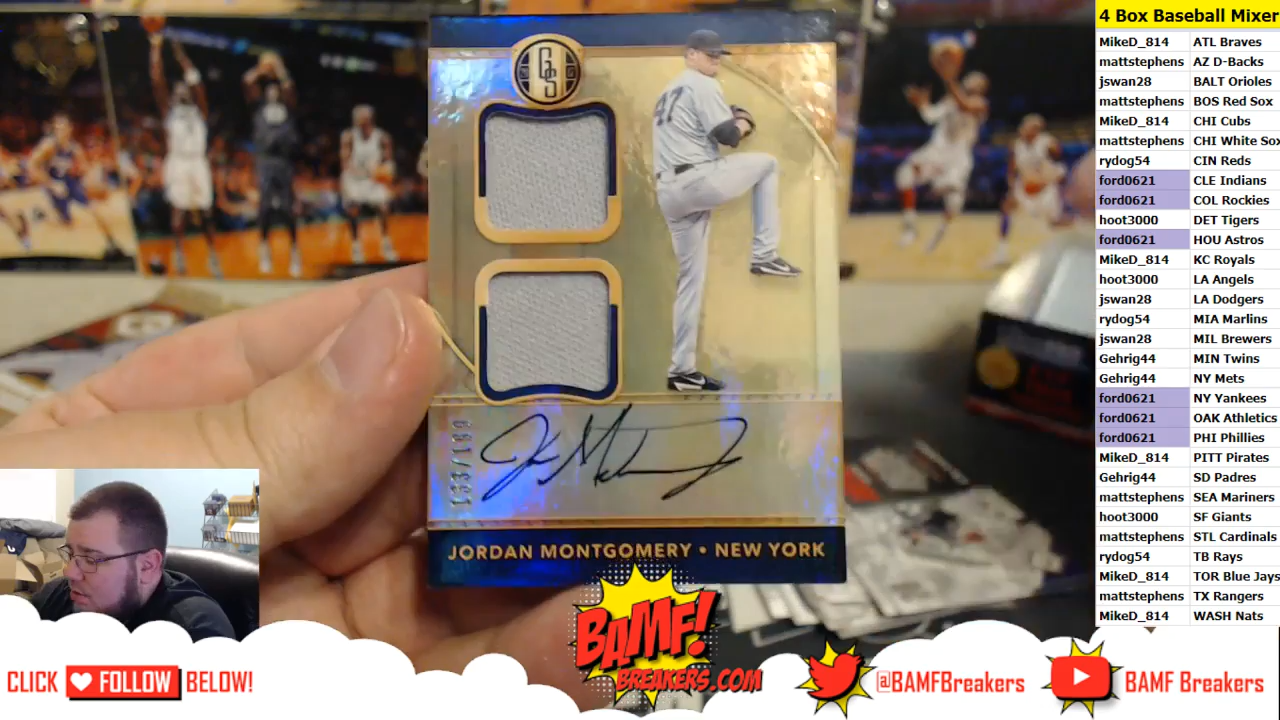 4 Box Baseball Mixer
MikeD_814 ATL Braves
mattstephens AZ D-Backs
jswan28 BALT Orioles
mattstephens BOS Red Sox
MikeD_814 CHI Cubs
mattstephens CHI White Sox
rydog54 CIN Reds
ford0621 CLE Indians
ford0621 COL Rockies
hoot3000 DET Tigers
ford0621 HOU Astros
MikeD_814 KC Royals
hoot3000 LA Angels
jswan28 LA Dodgers
rydog54 MIA Marlins
jswan28 MIL Brewers
Gehrig44 MIN Twins
Gehrig44 NY Mets
ford0621 NY Yankees
ford0621 OAK Athletics
ford0621 PHI Phillies
MikeD_814 PITT Pirates
Gehrig44 SD Padres
mattstephens SEA Mariners
hoot3000 SF Giants
mattstephens STL Cardinals
rydog54 TB Rays
MikeD_814 TOR Blue Jays
mattstephens TX Rangers
MikeD_814 WASH Nats
GS
47
JORDAN MONTGOMERY • NEW YORK
BAMF!
BREAKERS.COM
CLICK FOLLOW BELOW!
@BAMFBreakers
BAMF Breakers